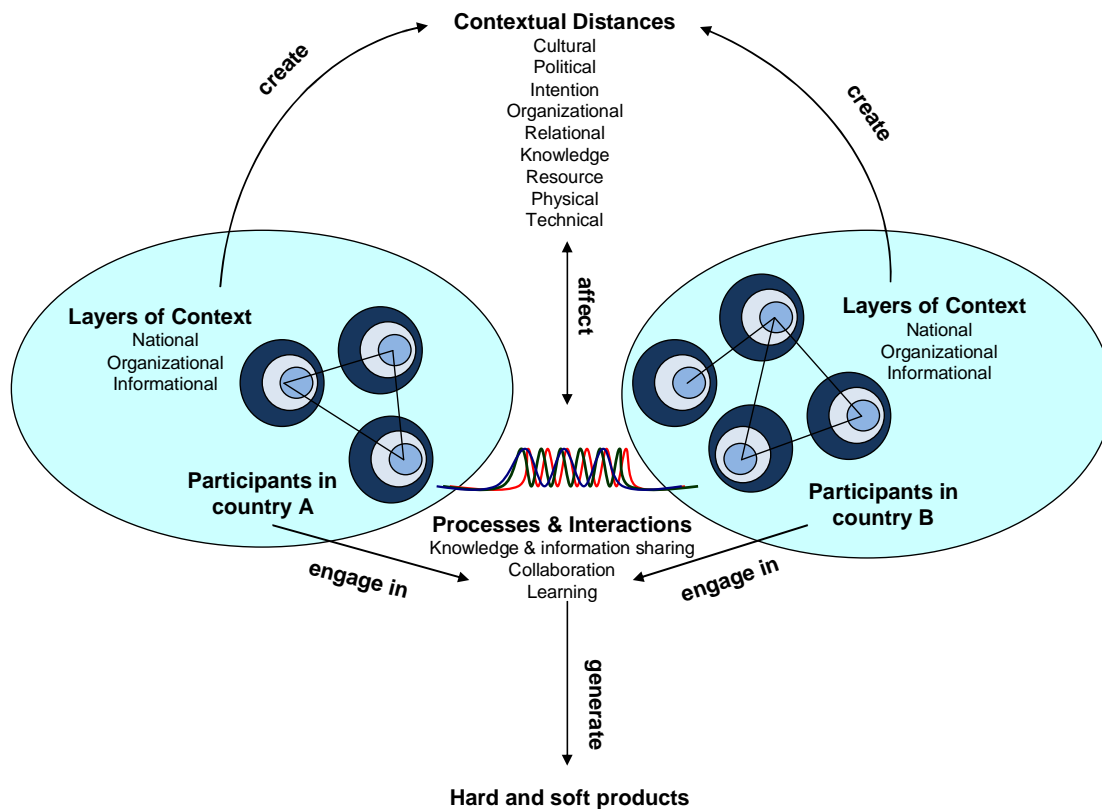 Contextual Distances
Cultural
Political
Intention
Organizational
Relational
Knowledge
Resource
Physical
Technical
create
create
affect
Layers of Context
National
Organizational
Informational
Layers of Context
National
Organizational
Informational
Participants in
country A
Participants in
country B
Processes & Interactions
Knowledge & information sharing
Collaboration
Learning
engage in
engage in
generate
Hard and soft products